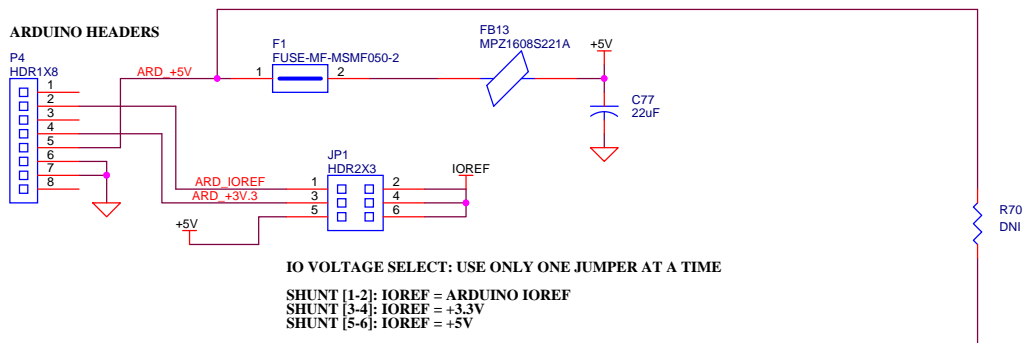 ARDUINO HEADERS
P4
HDR1X8
1
2
3
4
5
6
7
8
ARD_+5V
F1
FUSE-MF-MSMF050-2
1
2
FB13
MPZ1608S221A
+5V
C77
22uF
JP1
HDR2X3
ARD_IOREF
ARD_+3V.3
1
3
5
2
4
6
IOREF
+5V
R70
DNI
IO VOLTAGE SELECT: USE ONLY ONE JUMPER AT A TIME
SHUNT [1-2]: IOREF = ARDUINO IOREF
SHUNT [3-4]: IOREF = +3.3V
SHUNT [5-6]: IOREF = +5V